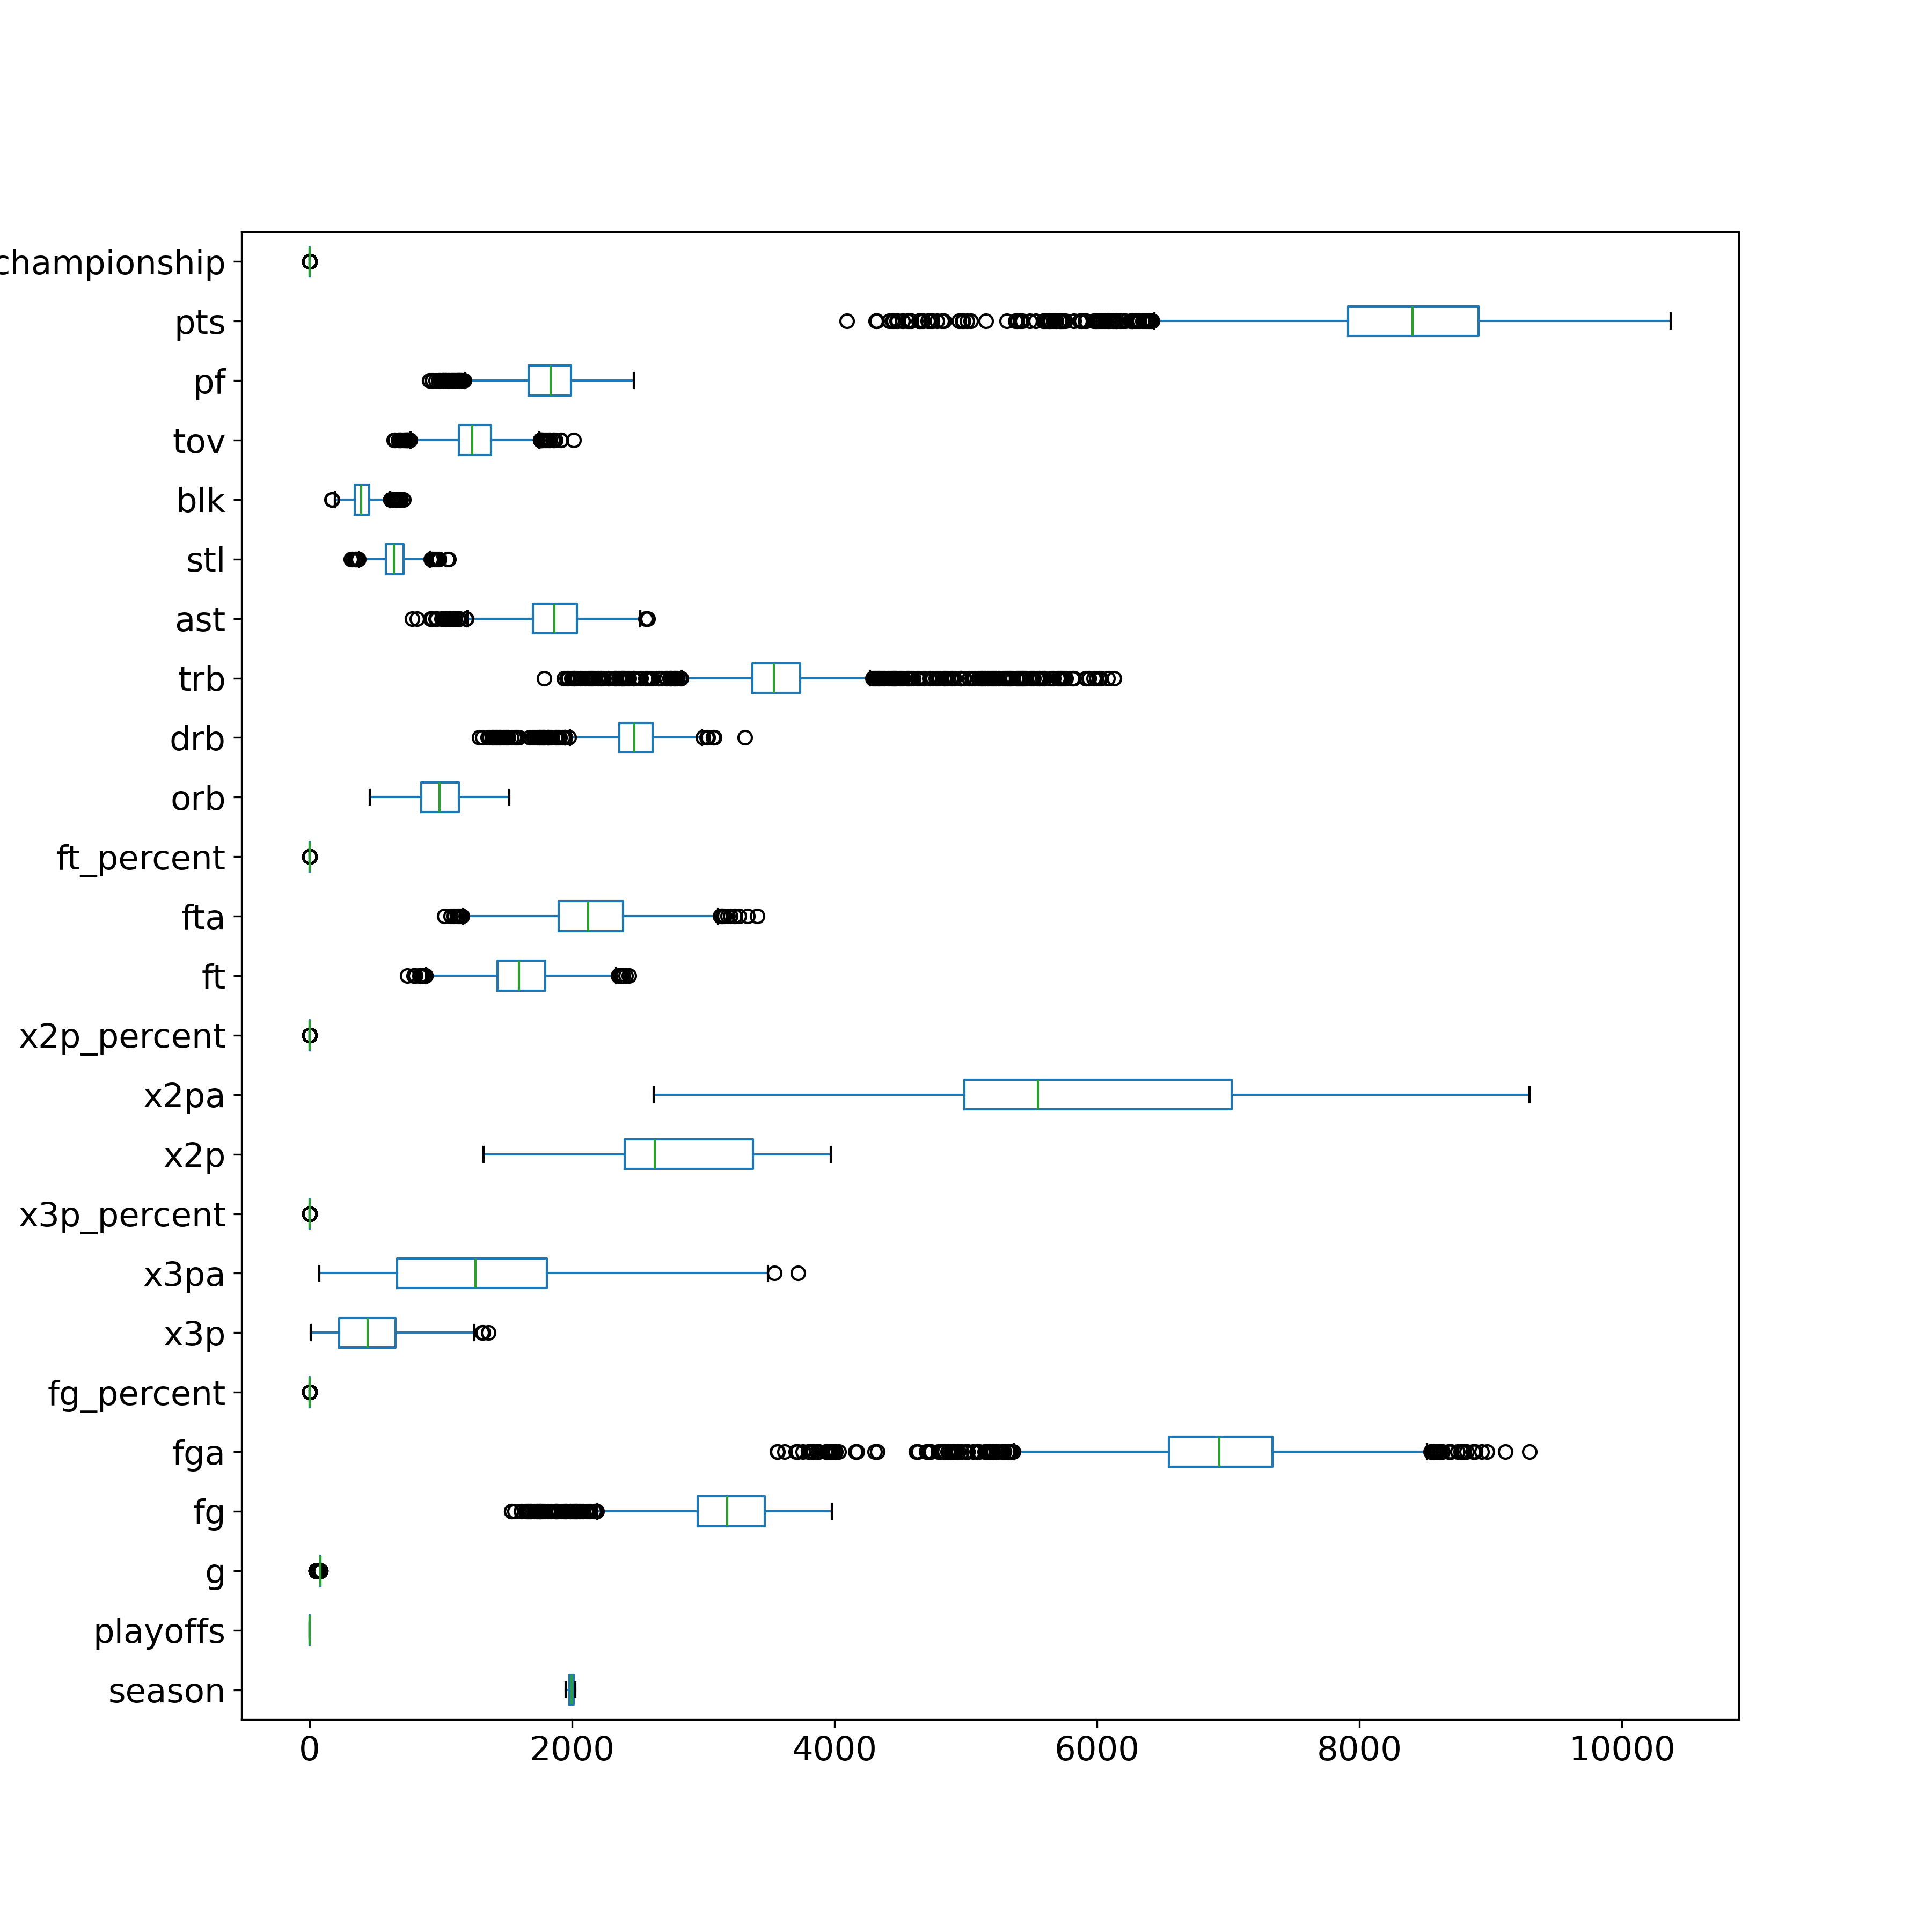 championship
pts
pf
tov
blk
stl
ast
trb
drb
orb
ft_percent
fta
ft
x2p_percent
x2pa
x2p
x3p_percent
x3pa
x3p
fg_percent
fga
fg
g
playoffs
season
0 2000 4000 6000 8000 10000